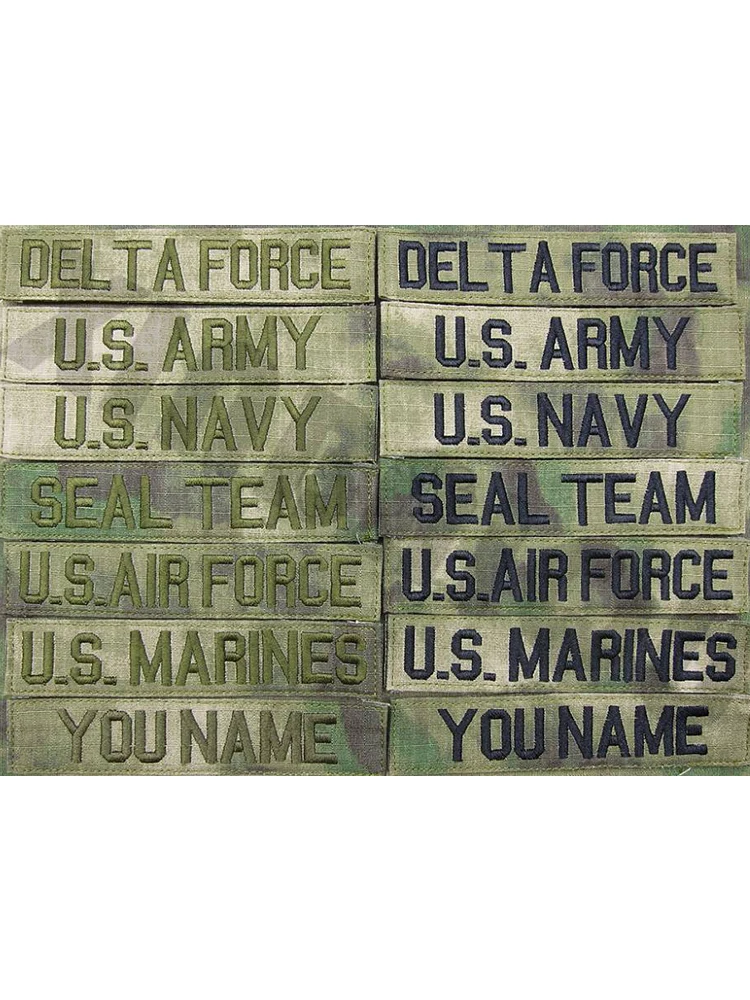 DELTA FORCE DELTA FORCE
U.S. ARMY U.S. ARMY
U.S. NAVY U.S. NAVY
SEAL TEAM SEAL TEAM
U.S. AIR FORCE U.S. AIR FORCE
U.S. MARINES U.S. MARINES
YOU NAME YOU NAME